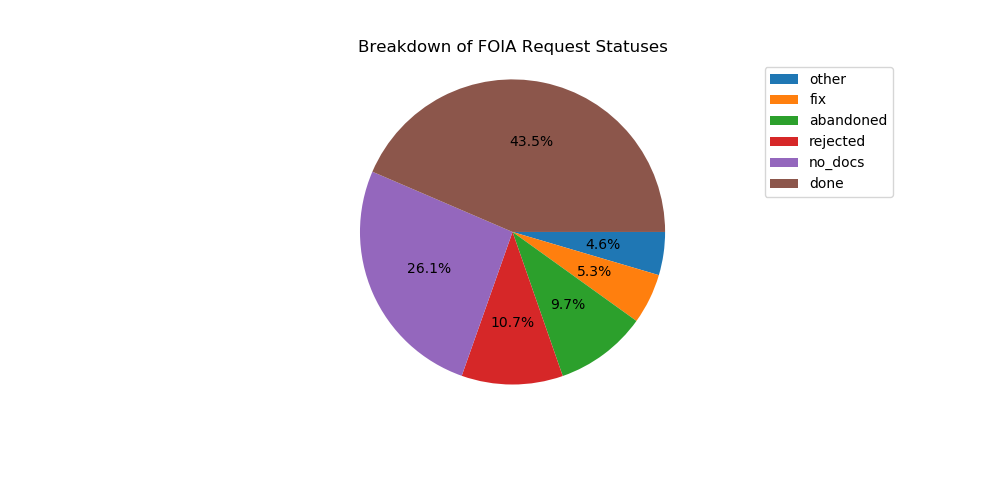 Breakdown of FOIA Request Statuses
other
fix
abandoned
rejected
no_docs
done
43.5%
4.6%
5.3%
26.1%
9.7%
10.7%